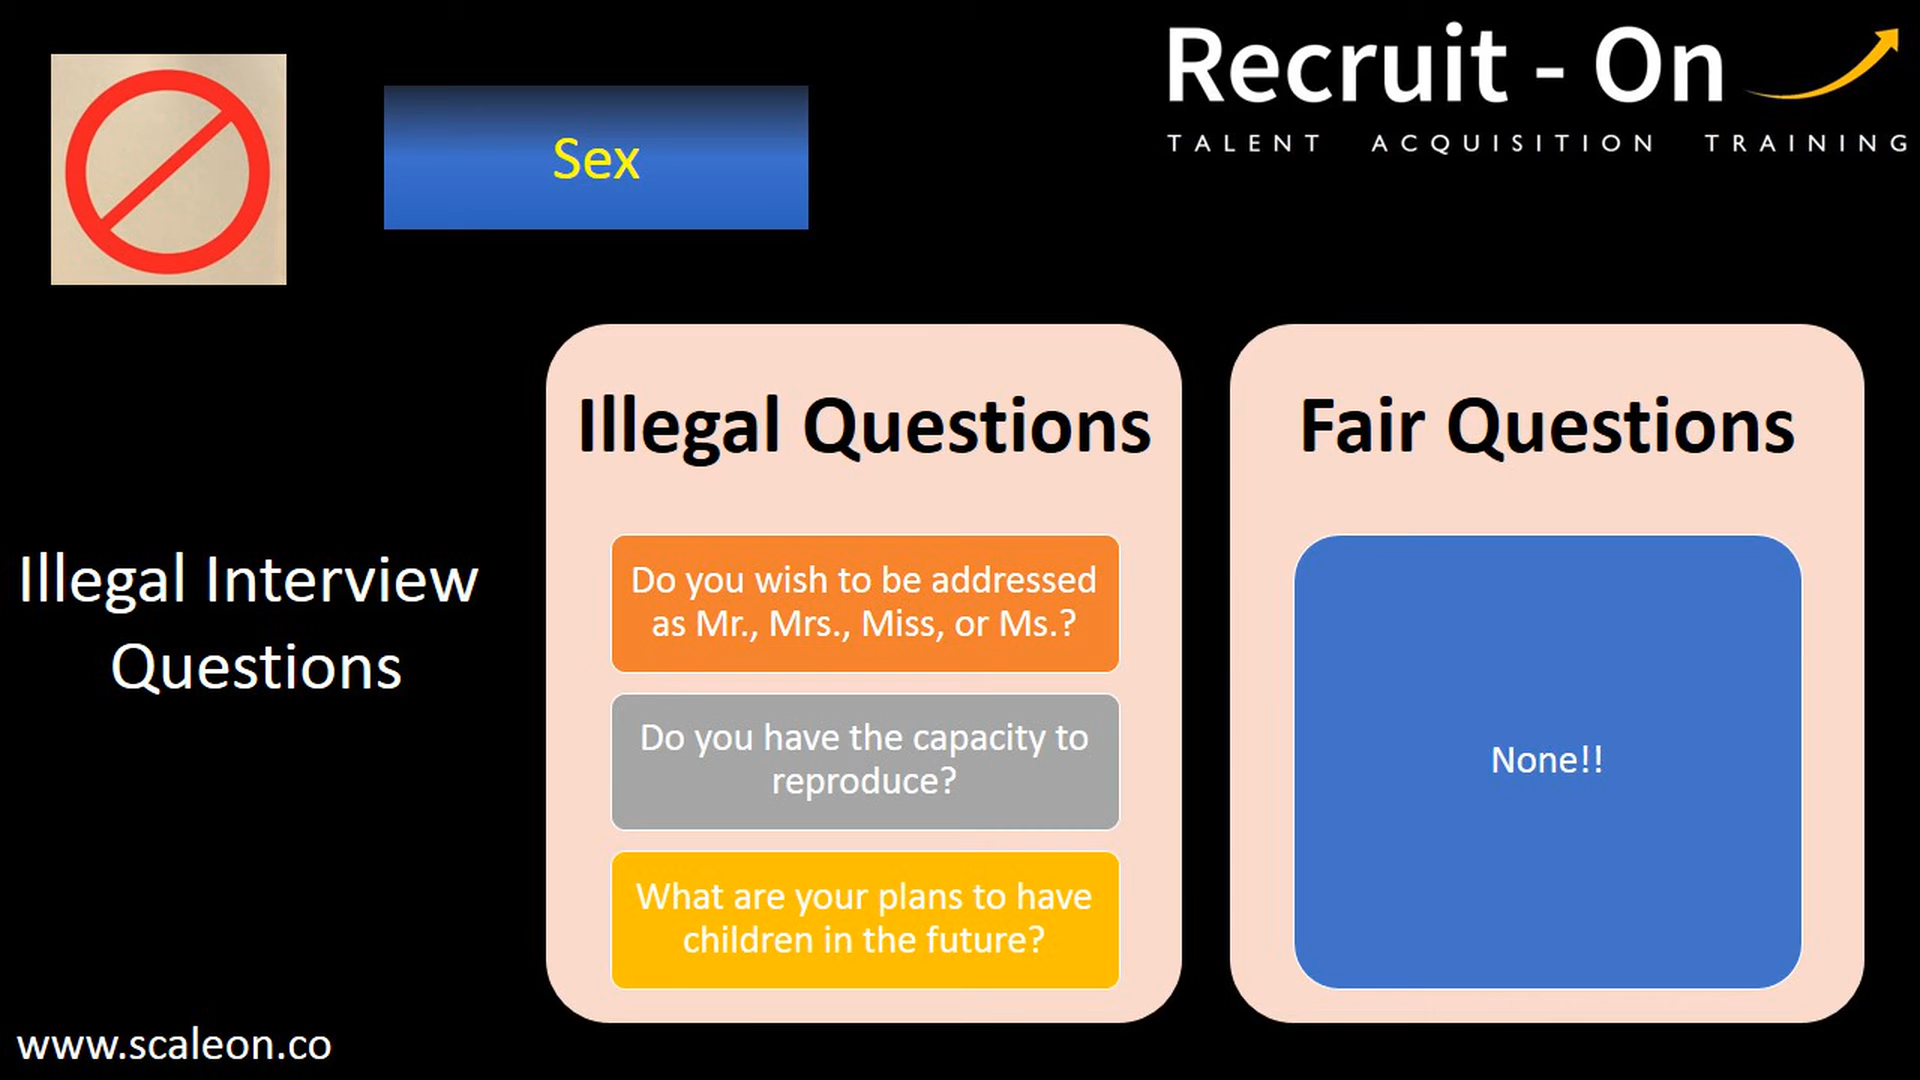 Recruit - On
TALENT ACQUISITION TRAINING
Sex
Illegal Interview
Questions
Illegal Questions
Do you wish to be addressed
as Mr., Mrs., Miss, or Ms.?
Do you have the capacity to
reproduce?
What are your plans to have
children in the future?
Fair Questions
None!!
www.scaleon.co